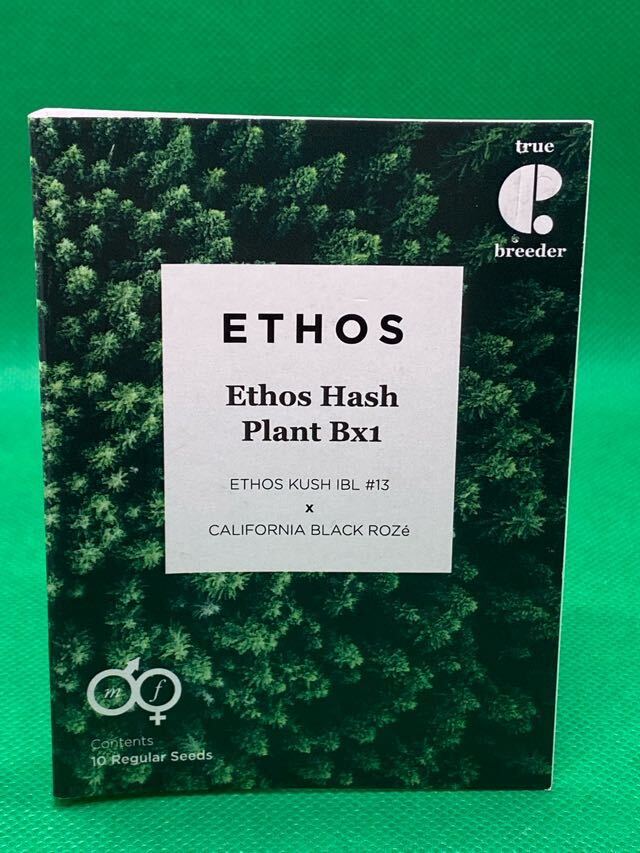 true
breeder
ETHOS
Ethos Hash
Plant Bx1
ETHOS KUSH IBL #13
x
CALIFORNIA BLACK ROZé
m f
Contents
10 Regular Seeds